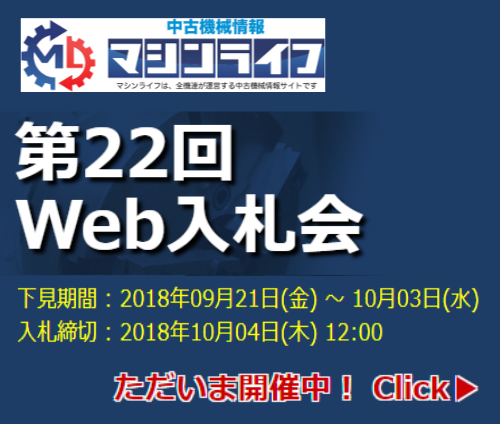 中古機械情報
ML
マシンライフ
マシンライフは、全機連が運営する中古機械情報サイトです
第22回
Web入札会
下見期間：2018年09月21日(金) ～ 10月03日(水)
入札締切：2018年10月04日(木) 12:00
ただいま開催中！ Click▶